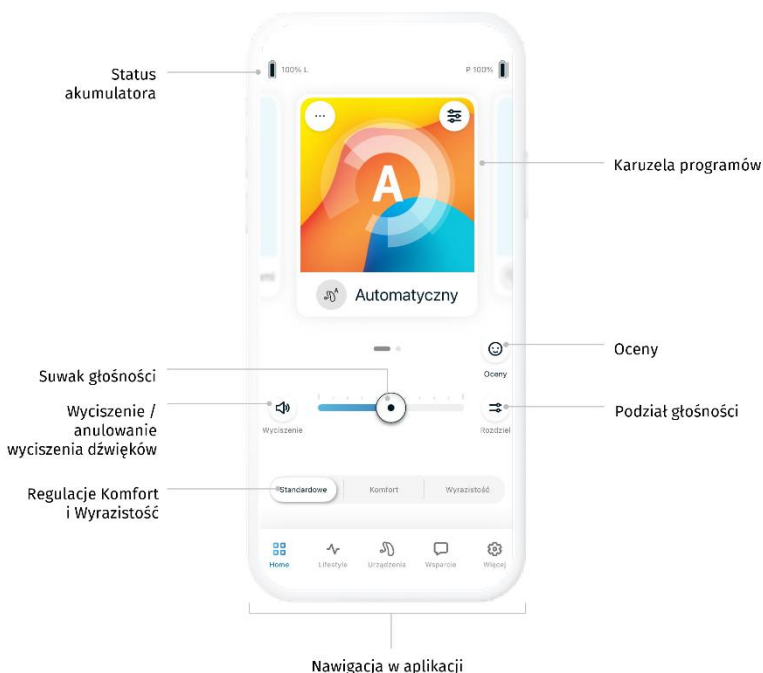 Status
akumulatora
100% L
P 100%
...
A
Karuzela programów
A
Automatyczny
Oceny
Oceny
Suwak głośności
Wyciszenie /
anulowanie
wyciszenia dźwięków
Wyciszenie
Podział głośności
Rozdziel
Regulacje Komfort
i Wyrazistość
Standardowe
Komfort
Wyrazistość
Home
Lifestyle
Urządzenia
Wsparcie
Więcej
Nawigacja w aplikacji